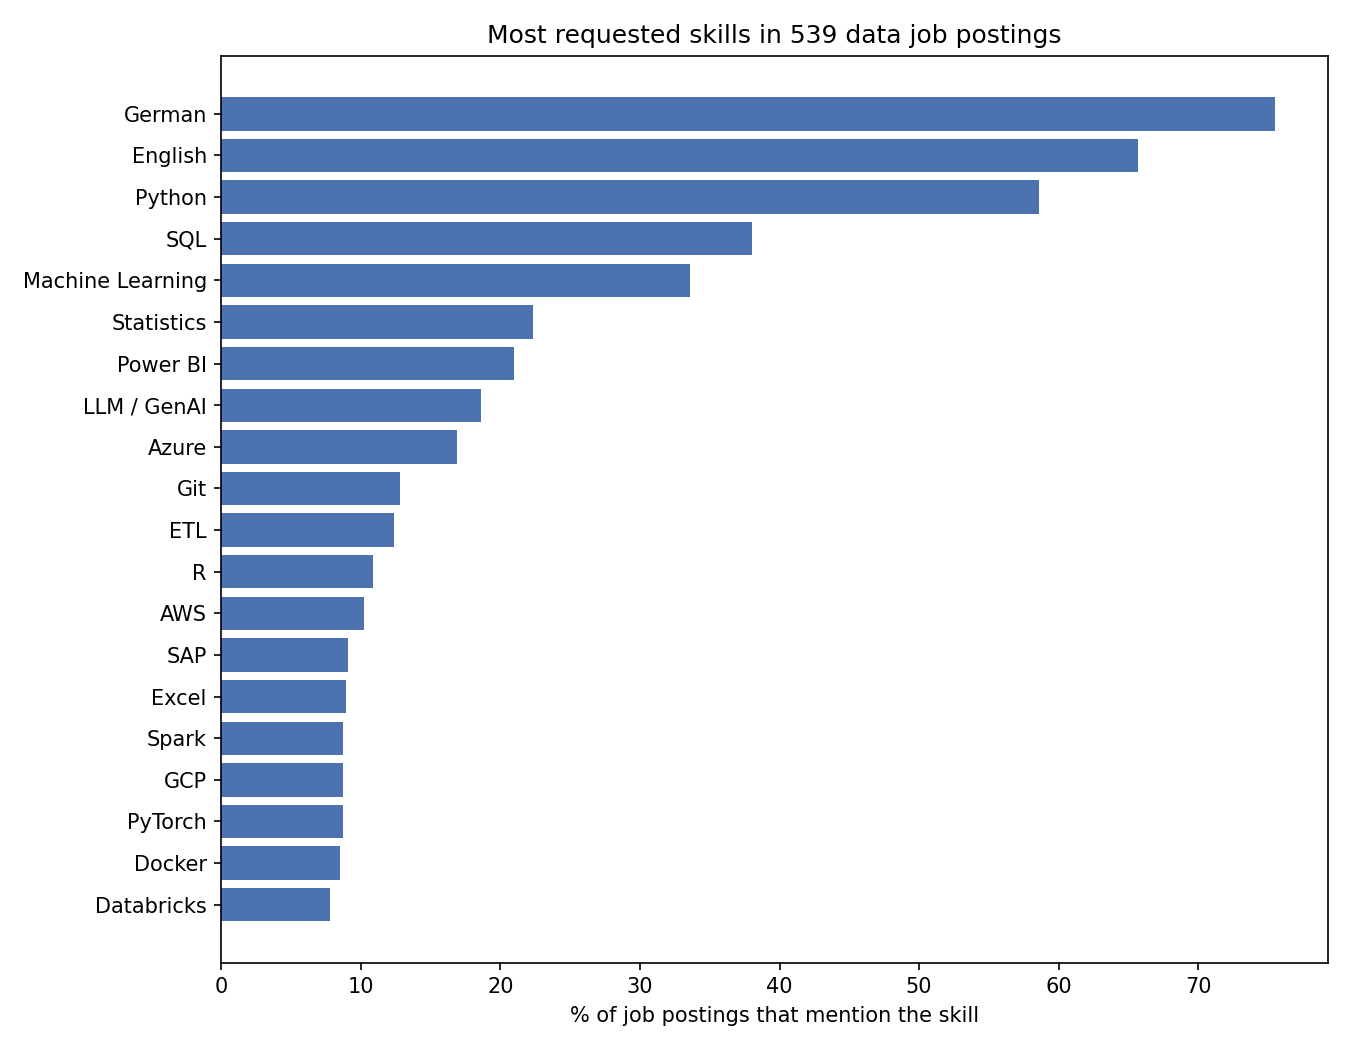 Most requested skills in 539 data job postings
German
English
Python
SQL
Machine Learning
Statistics
Power BI
LLM / GenAI
Azure
Git
ETL
R
AWS
SAP
Excel
Spark
GCP
PyTorch
Docker
Databricks
0 10 20 30 40 50 60 70
% of job postings that mention the skill